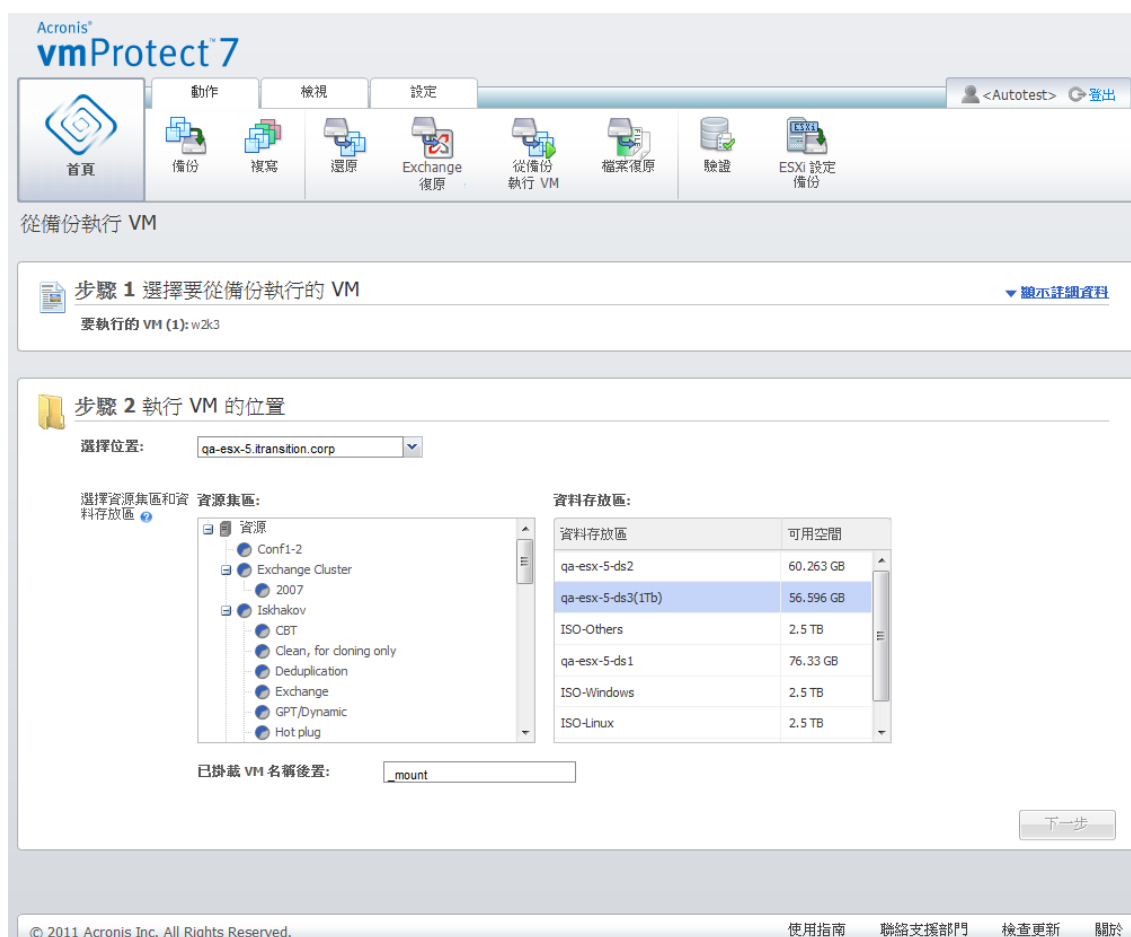 Acronis®
vmProtect™7
動作 檢視 設定
<Autotest> 登出
首頁
備份
複寫
還原
Exchange
復原
從備份
執行 VM
檔案復原
驗證
ESXi 設定
備份
從備份執行 VM
步驟 1 選擇要從備份執行的 VM
顯示詳細資料
要執行的 VM (1): w2k3
步驟 2 執行 VM 的位置
選擇位置: qa-esx-5.itransition.corp
選擇資源集區和資
料存放區
資源集區:
資源
Conf1-2
Exchange Cluster
2007
Iskhakov
CBT
Clean, for cloning only
Deduplication
Exchange
GPT/Dynamic
Hot plug
資料存放區:
資料存放區 可用空間
qa-esx-5-ds2 60.263 GB
qa-esx-5-ds3(1Tb) 56.596 GB
ISO-Others 2.5 TB
qa-esx-5-ds1 76.33 GB
ISO-Windows 2.5 TB
ISO-Linux 2.5 TB
已掛載 VM 名稱後置: _mount
下一步
© 2011 Acronis Inc. All Rights Reserved.
使用指南 聯絡支援部門 檢查更新 關於